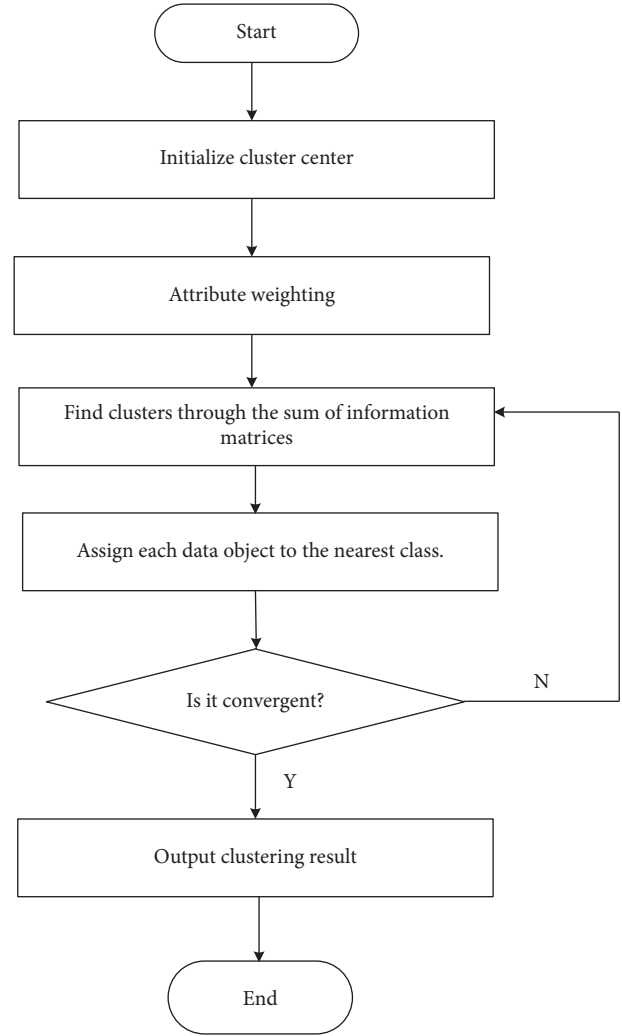 Start
Initialize cluster center
Attribute weighting
Find clusters through the sum of information
matrices
Assign each data object to the nearest class.
Is it convergent?
N
Y
Output clustering result
End